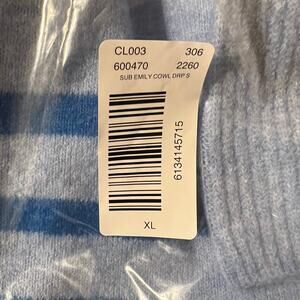 CL003 306
600470 2260
SUB EMILY COWL DRP S
6134145715
XL